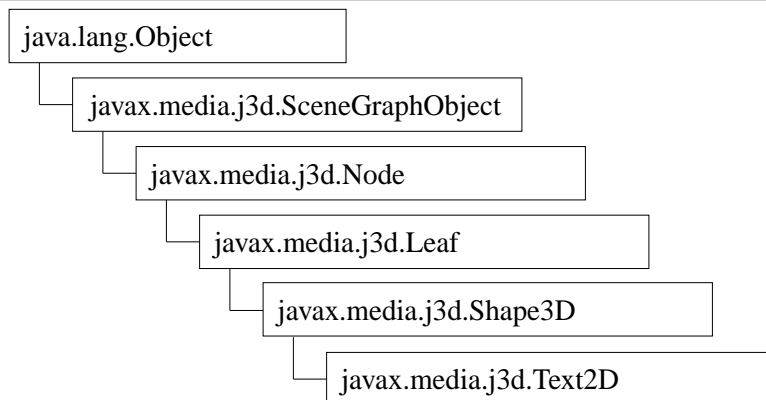 java.lang.Object
javax.media.j3d.SceneGraphObject
javax.media.j3d.Node
javax.media.j3d.Leaf
javax.media.j3d.Shape3D
javax.media.j3d.Text2D